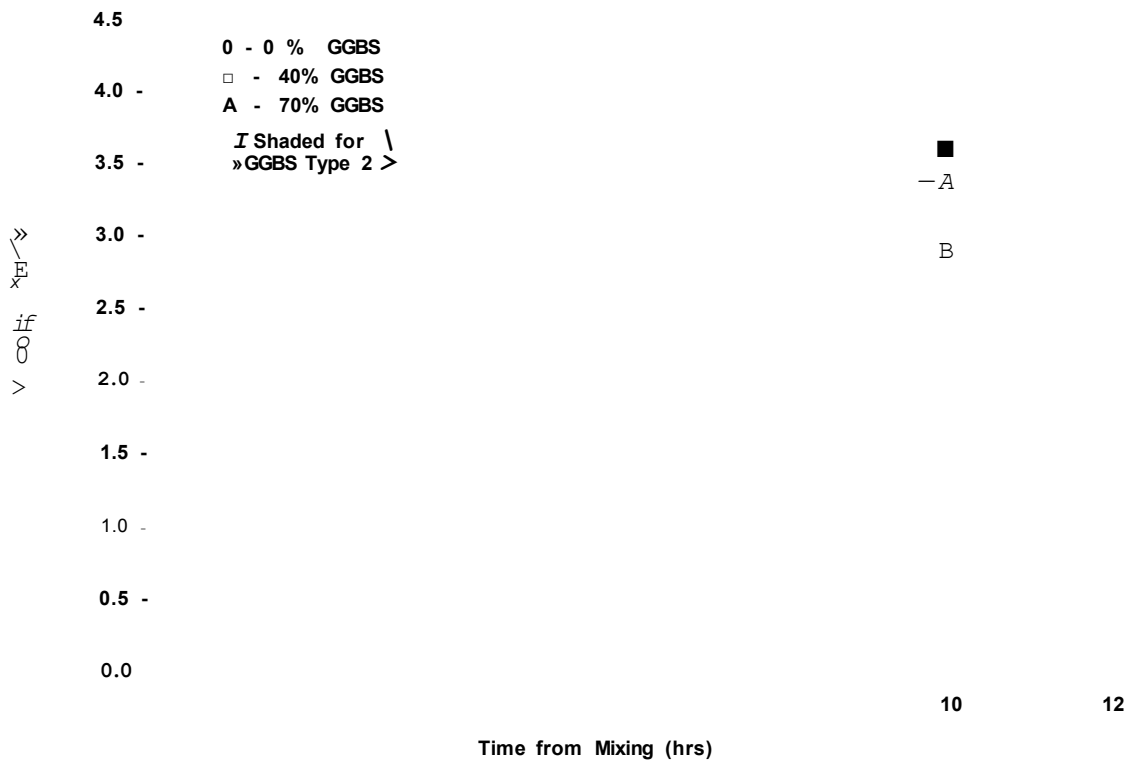 4.5
0 - 0 % GGBS
□ - 40% GGBS
4.0 -
A - 70% GGBS
I Shaded for \
»GGBS Type 2 >
3.5 -
■
—A
3.0 -
B
»
\
E
x
2.5 -
if
8
2.0 -
>
1.5 -
1.0 -
0.5 -
0.0
10 12
Time from Mixing (hrs)